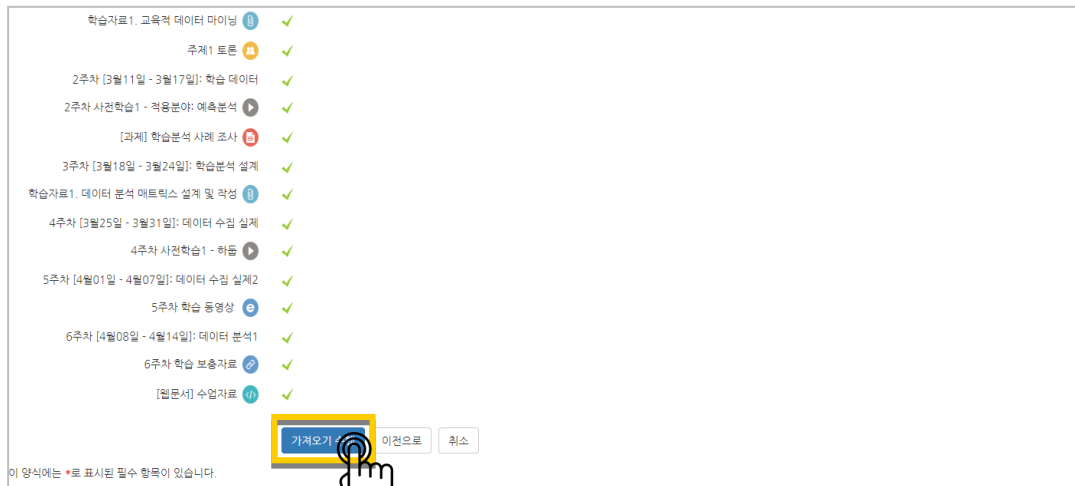 학습자료1. 교육적 데이터 마이닝
주제1 토론
2주차 [3월11일 - 3월17일]: 학습 데이터
2주차 사전학습1 - 적용분야: 예측분석
[과제] 학습분석 사례 조사
3주차 [3월18일 - 3월24일]: 학습분석 설계
학습자료1. 데이터 분석 매트릭스 설계 및 작성
4주차 [3월25일 - 3월31일]: 데이터 수집 실제
4주차 사전학습1 - 하둡
5주차 [4월01일 - 4월07일]: 데이터 수집 실제2
5주차 학습 동영상
6주차 [4월08일 - 4월14일]: 데이터 분석1
6주차 학습 보충자료
[웹문서] 수업자료
가져오기 이전으로 취소
이 양식에는 *로 표시된 필수 항목이 있습니다.